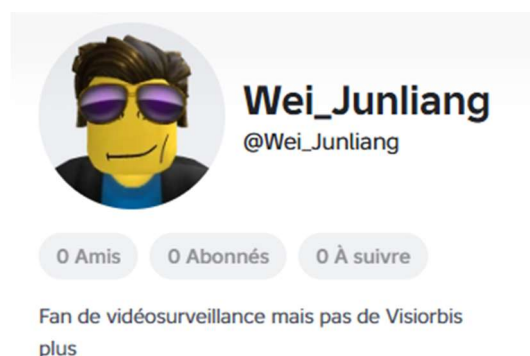 Wei_Junliang
@Wei_Junliang
0 Amis 0 Abonnés 0 À suivre
Fan de vidéosurveillance mais pas de Visiorbis
plus